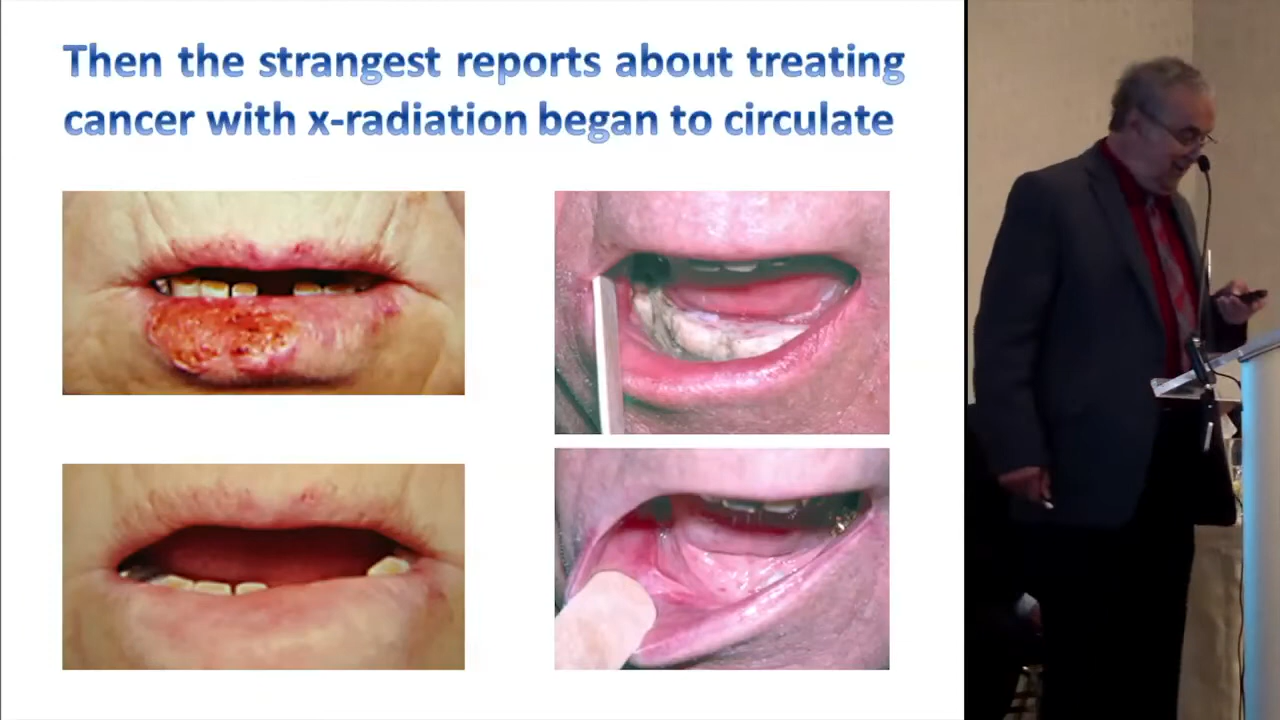 Then the strangest reports about treating
cancer with x-radiation began to circulate